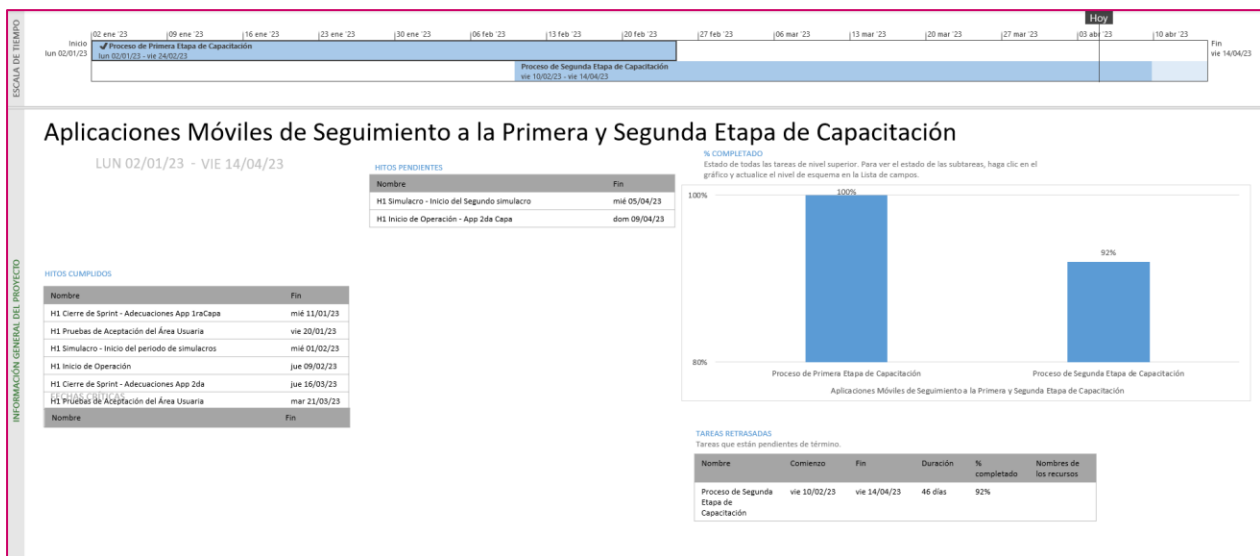 Hoy
02 ene '23 09 ene '23 16 ene '23 23 ene '23 30 ene '23 06 feb '23 13 feb '23 20 feb '23 27 feb '23 06 mar '23 13 mar '23 20 mar '23 27 mar '23 03 abr '23 10 abr '23
ESCALA DE TIEMPO
Inicio
lun 02/01/23
Proceso de Primera Etapa de Capacitación
lun 02/01/23 - vie 24/02/23
Proceso de Segunda Etapa de Capacitación
vie 10/02/23 - vie 14/04/23
Fin
vie 14/04/23
INFORMACIÓN GENERAL DEL PROYECTO
Aplicaciones Móviles de Seguimiento a la Primera y Segunda Etapa de Capacitación
LUN 02/01/23 - VIE 14/04/23
HITOS PENDIENTES
Nombre Fin
H1 Simulacro - Inicio del Segundo simulacro mié 05/04/23
H1 Inicio de Operación - App 2da Capa dom 09/04/23
HITOS CUMPLIDOS
Nombre Fin
H1 Cierre de Sprint - Adecuaciones App 1raCapa mié 11/01/23
H1 Pruebas de Aceptación del Área Usuaria vie 20/01/23
H1 Simulacro - Inicio del periodo de simulacros mié 01/02/23
H1 Inicio de Operación jue 09/02/23
H1 Cierre de Sprint - Adecuaciones App 2da jue 16/03/23
FECHAS CRÍTICAS
H1 Pruebas de Aceptación del Área Usuaria mar 21/03/23
Nombre Fin
% COMPLETADO
Estado de todas las tareas de nivel superior. Para ver el estado de las subtareas, haga clic en el
gráfico y actualice el nivel de esquema en la Lista de campos.
100%
100%
92%
80%
Proceso de Primera Etapa de Capacitación Proceso de Segunda Etapa de Capacitación
Aplicaciones Móviles de Seguimiento a la Primera y Segunda Etapa de Capacitación
TAREAS RETRASADAS
Tareas que están pendientes de término.
Nombre Comienzo Fin Duración % completado Nombres de los recursos
Proceso de Segunda vie 10/02/23 vie 14/04/23 46 días 92%
Etapa de
Capacitación